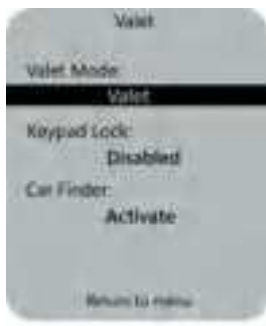 Valet
Valet Mode:
Valet
Keypad Lock:
Disabled
Car Finder:
Activate
Return to menu